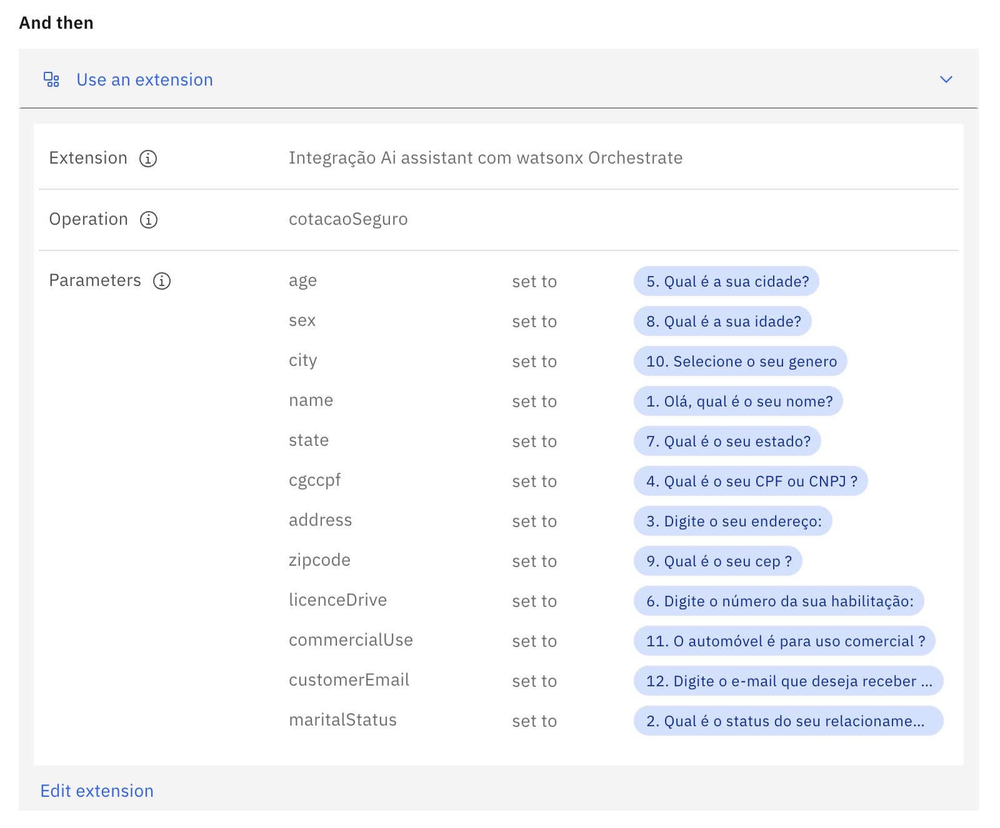 And then
Use an extension
Extension Integração Ai assistant com watsonx Orchestrate
Operation cotacaoSeguro
Parameters age set to 5. Qual é a sua cidade?
sex set to 8. Qual é a sua idade?
city set to 10. Selecione o seu genero
name set to 1. Olá, qual é o seu nome?
state set to 7. Qual é o seu estado?
cgccpf set to 4. Qual é o seu CPF ou CNPJ ?
address set to 3. Digite o seu endereço:
zipcode set to 9. Qual é o seu cep ?
licenceDrive set to 6. Digite o número da sua habilitação:
commercialUse set to 11. O automóvel é para uso comercial ?
customerEmail set to 12. Digite o e-mail que deseja receber ...
maritalStatus set to 2. Qual é o status do seu relacioname...
Edit extension